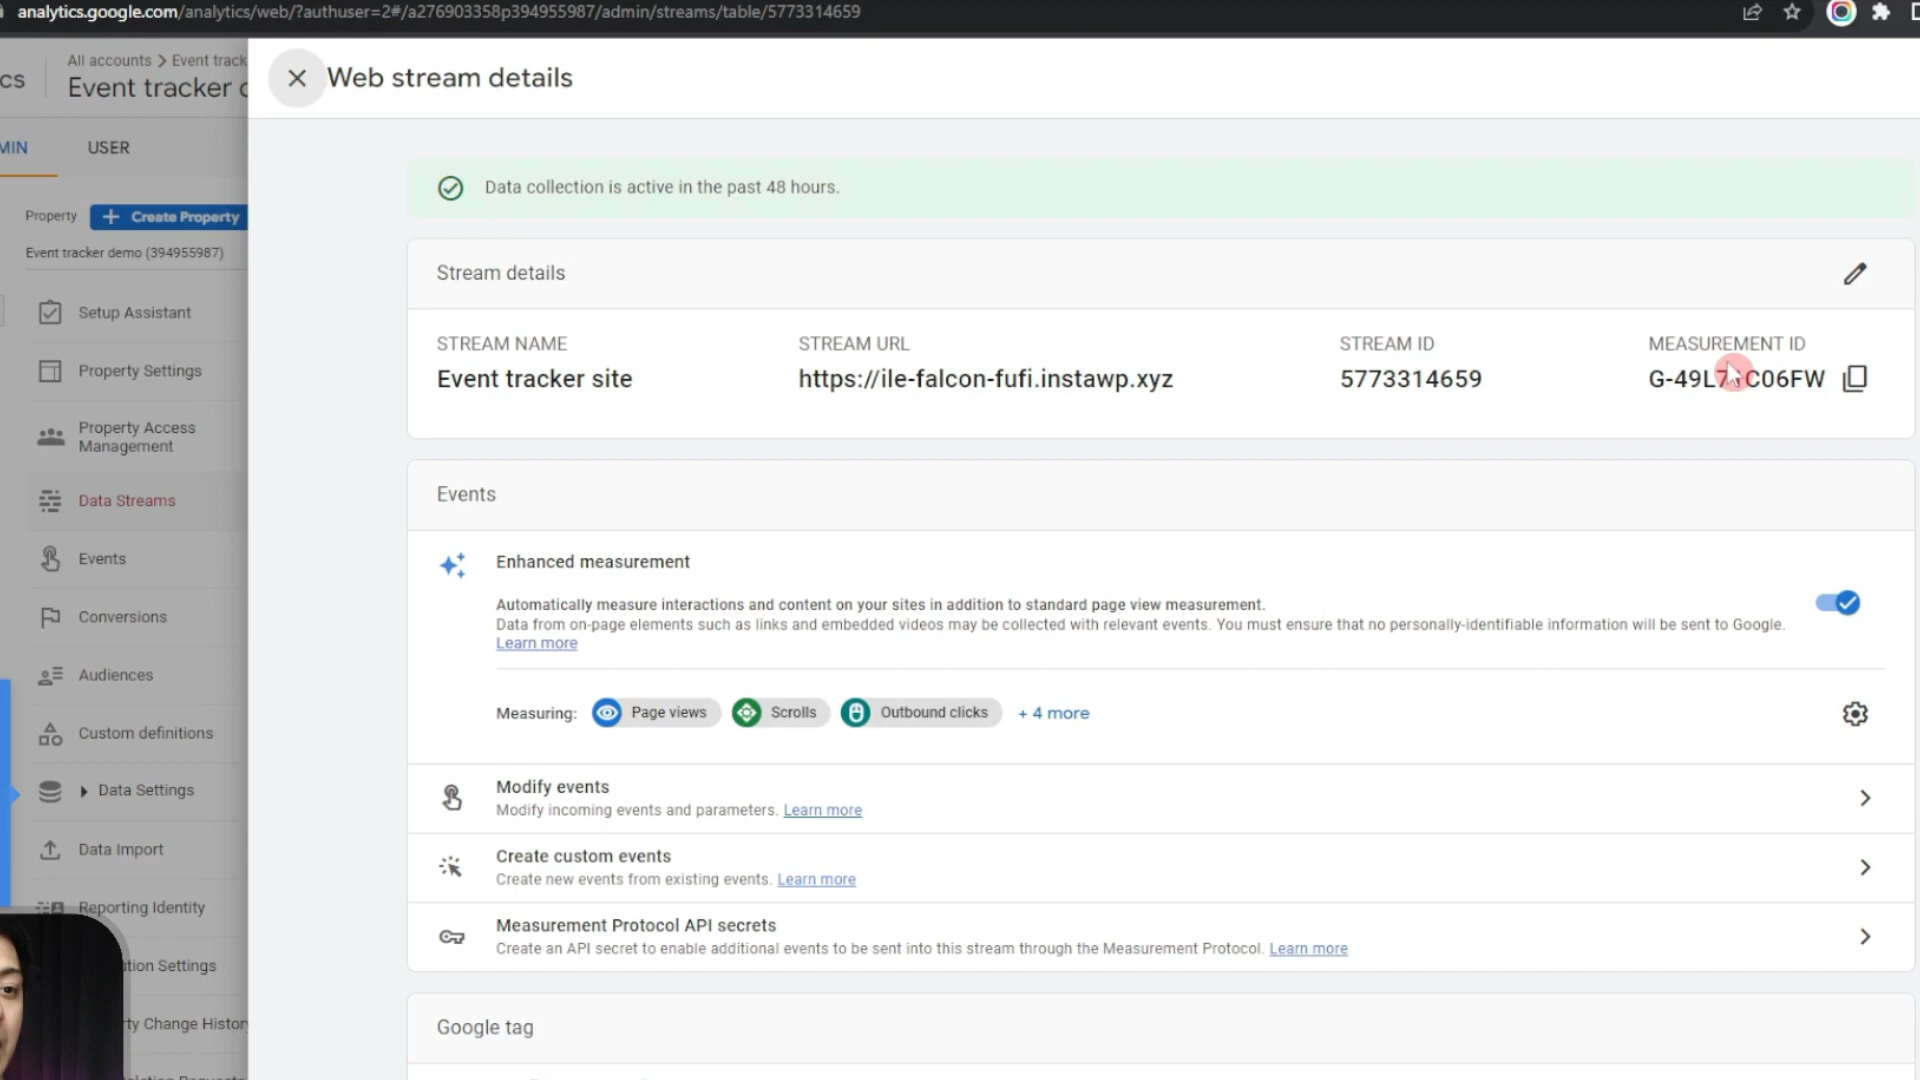 analytics.google.com/analytics/web/?authuser=2#/a276903358p394955987/admin/streams/table/5773314659
All accounts > Event track
Event tracker
USER
Property
Create Property
Event tracker demo (394955987)
Setup Assistant
Property Settings
Property Access
Management
Data Streams
Events
Conversions
Audiences
Custom definitions
Data Settings
Data Import
Reporting Identity
Settings
Change
Web stream details
Data collection is active in the past 48 hours.
Stream details
STREAM NAME
Event tracker site
STREAM URL
https://ile-falcon-fufi.instawp.xyz
STREAM ID
5773314659
MEASUREMENT ID
Events
Enhanced measurement
Automatically measure interactions and content on your sites in addition to standard page view measurement.
Data from on-page elements such as links and embedded videos may be collected with relevant events. You must ensure that no personally-identifiable information will be sent to Google.
Learn more
Measuring: Page views Scrolls Outbound clicks + 4 more
Modify events
Modify incoming events and parameters. Learn more
Create custom events
Create new events from existing events. Learn more
Measurement Protocol API secrets
Create an API secret to enable additional events to be sent into this stream through the Measurement Protocol. Learn more
Google tag